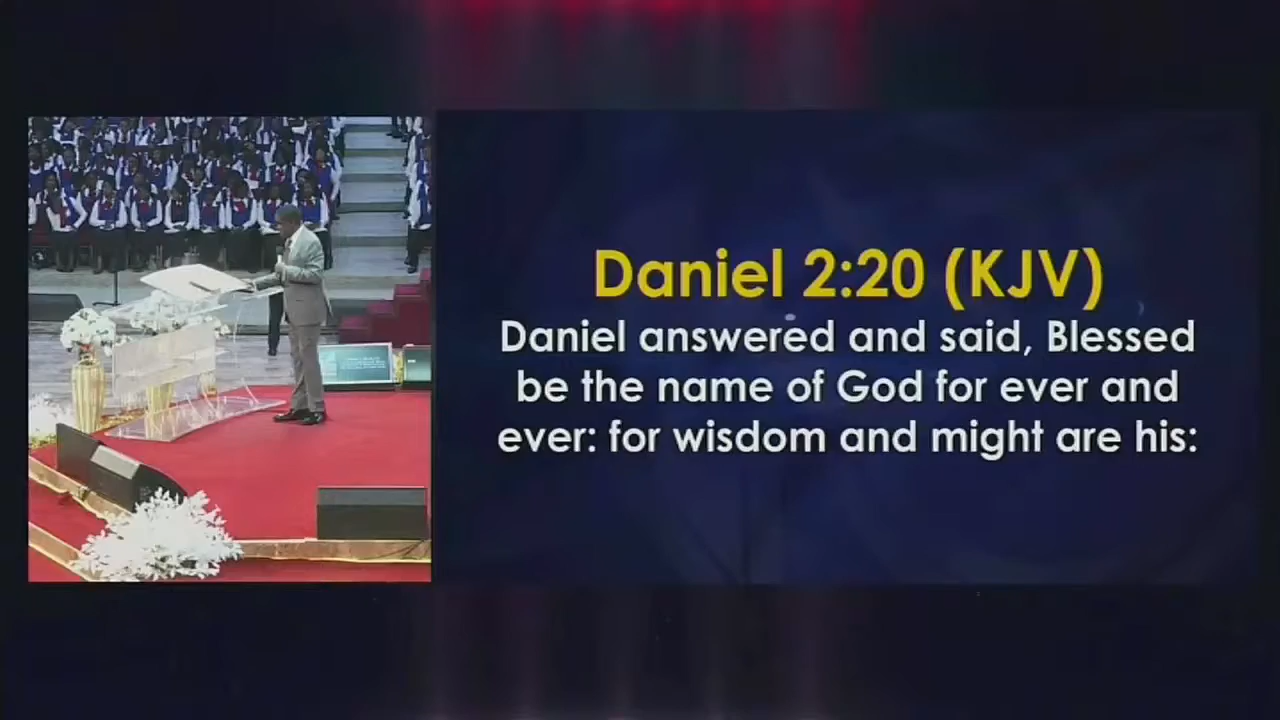 Daniel 2:20 (KJV)
Daniel answered and said, Blessed
be the name of God for ever and
ever: for wisdom and might are his: